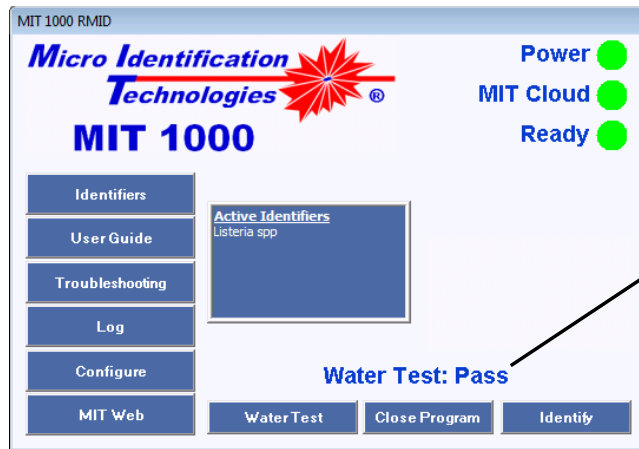 MIT 1000 RMID
Micro Identification
Technologies ®
MIT 1000
Power
MIT Cloud
Ready
Identifiers
User Guide
Troubleshooting
Log
Configure
MIT Web
Active Identifiers
Listeria spp
Water Test: Pass
Water Test
Close Program
Identify